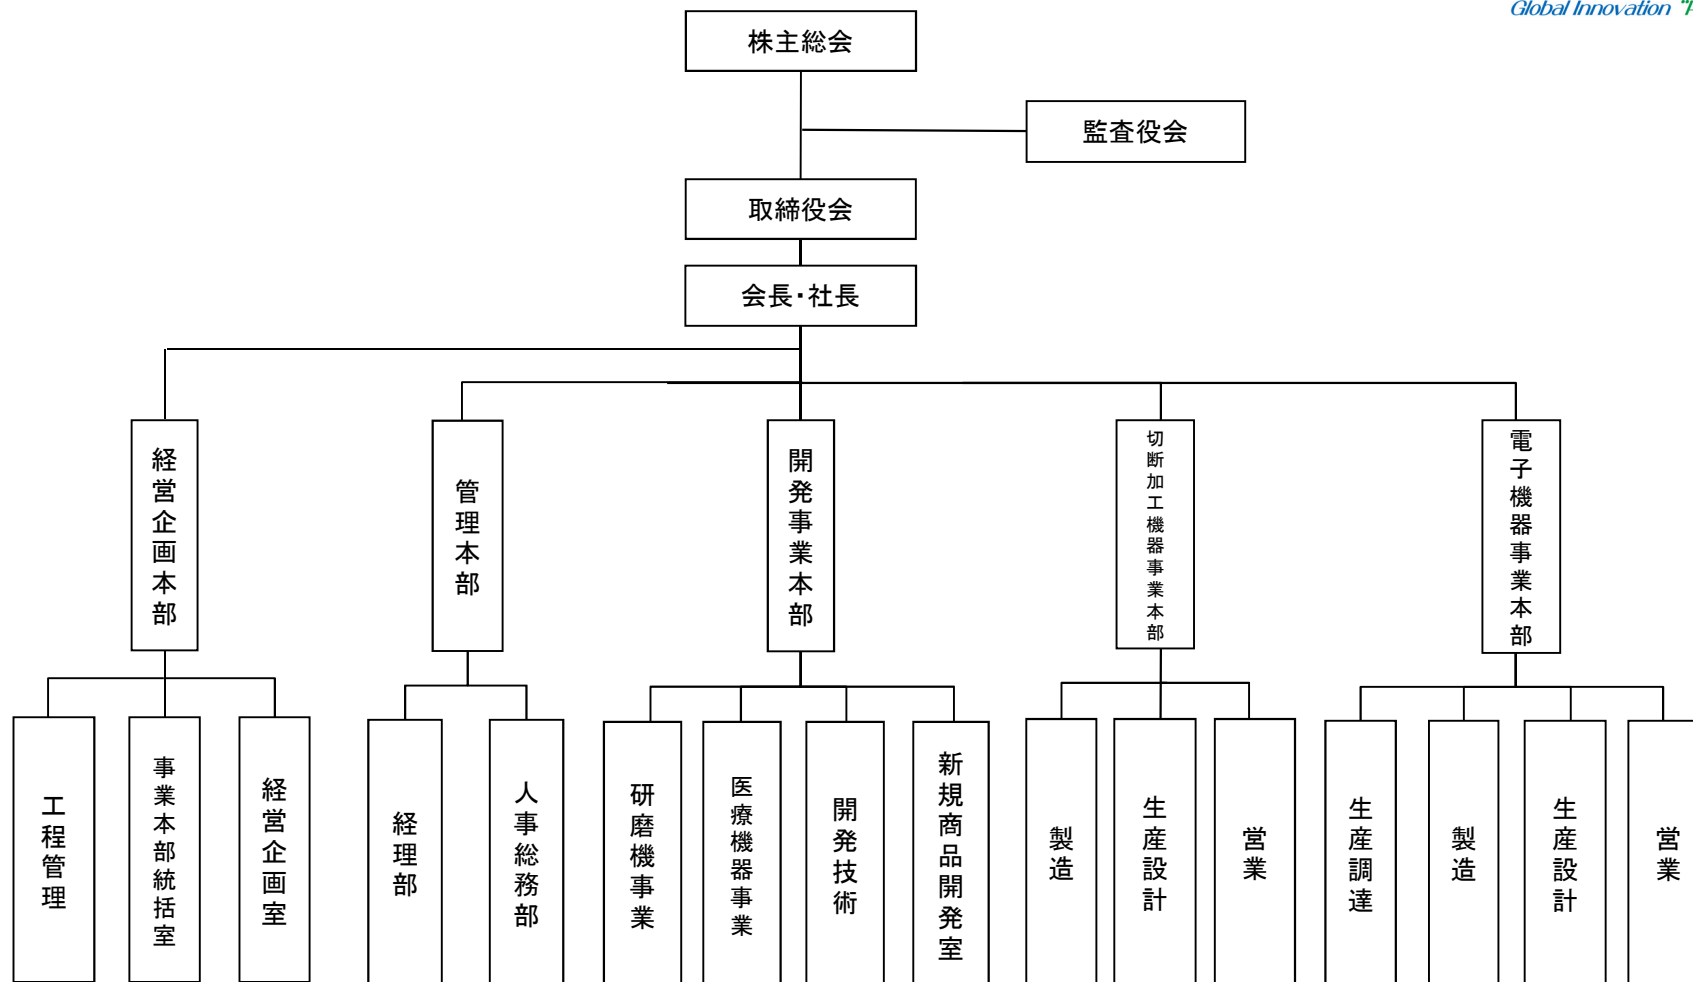 Global Innovation
株主総会
監査役会
取締役会
会長・社長
経営企画本部
管理本部
開発事業本部
切断加工機器事業本部
電子機器事業本部
工程管理
事業本部統括室
経営企画室
経理部
人事総務部
研磨機事業
医療機器事業
開発技術
新規商品開発室
製造
生産設計
営業
生産調達
製造
生産設計
営業